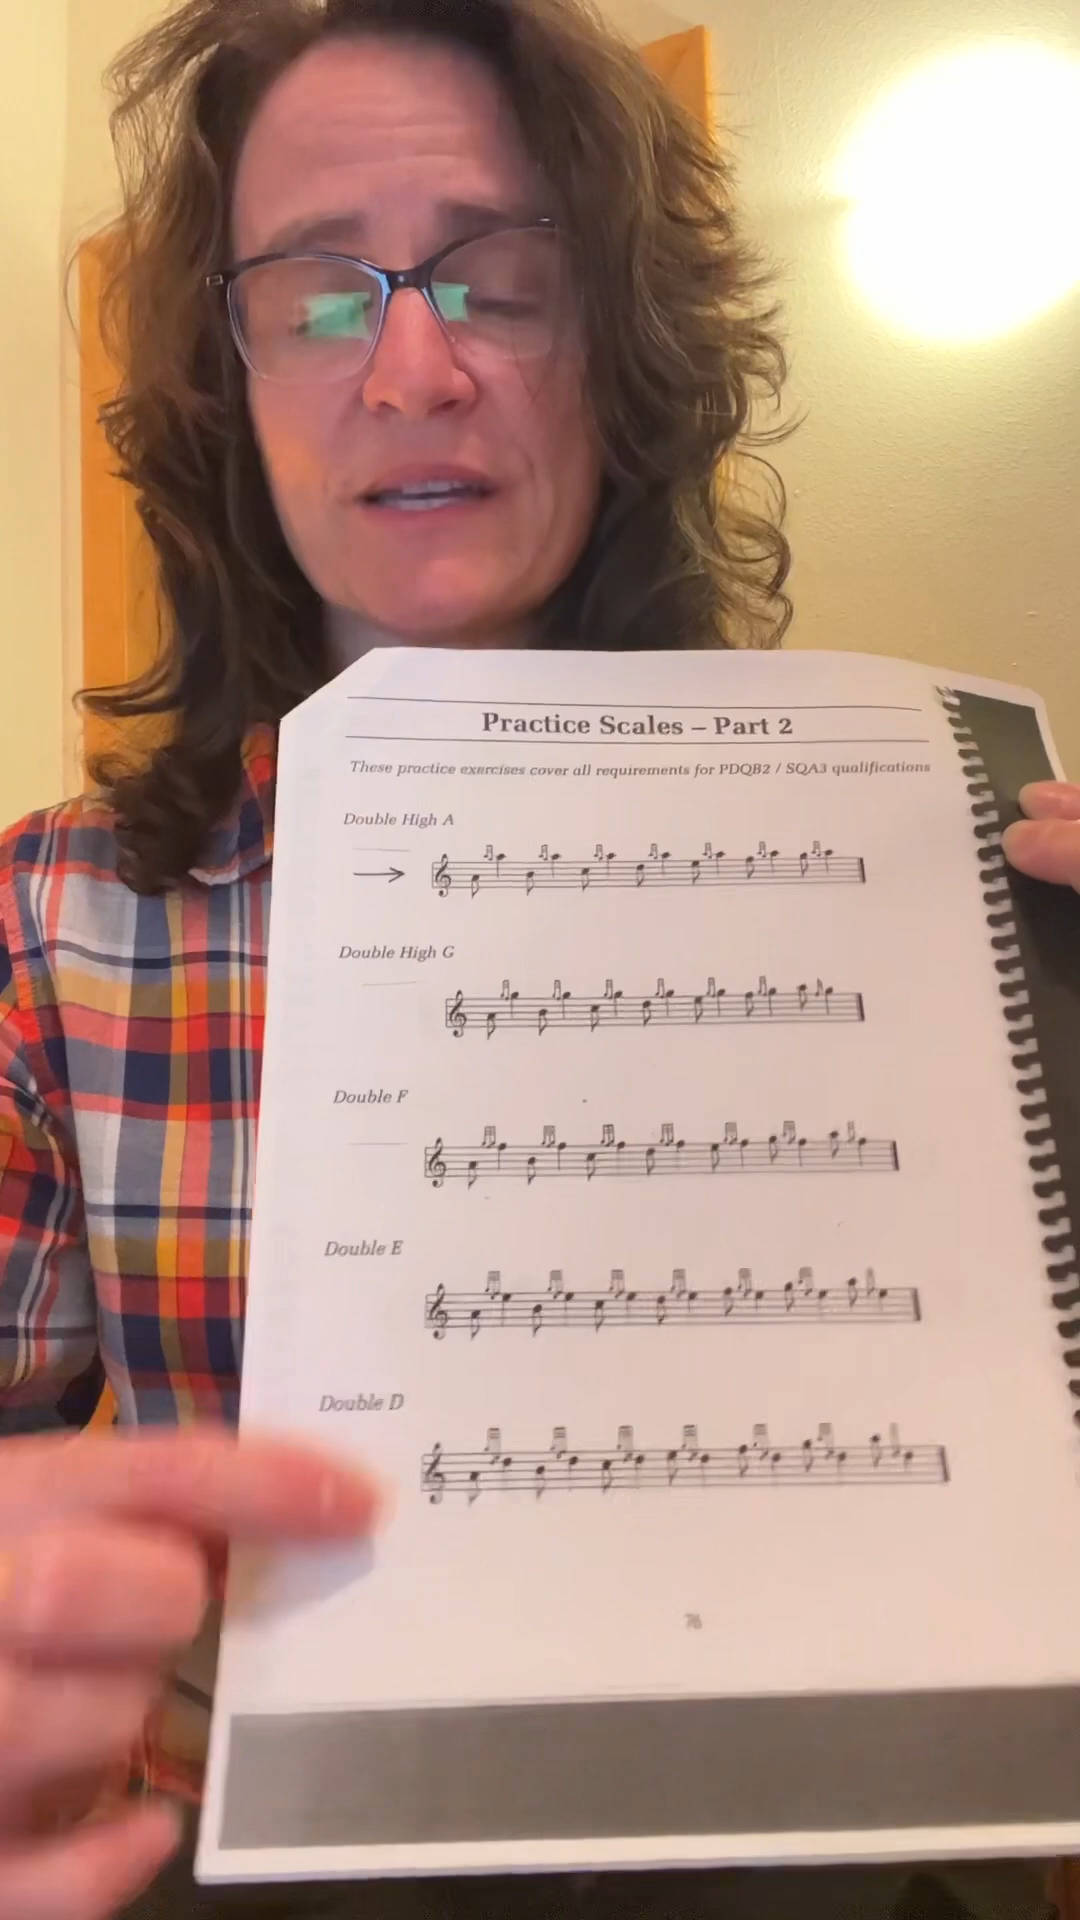 Practice Scales – Part 2
These practice exercises cover all requirements for PDQB2 / SQA3 qualifications
Double High A
Double High G
Double F
Double E
Double D
76